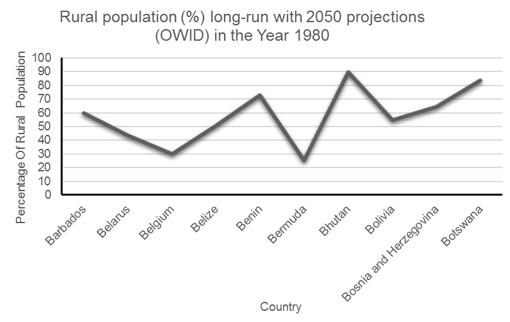 Rural population (%) long-run with 2050 projections
(OWID) in the Year 1980
Percentage Of Rural Population
100
90
80
70
60
50
40
30
20
10
0
Barbados
Belarus
Belgium
Belize
Benin
Bermuda
Bhutan
Bolivia
Bosnia and Herzegovina
Botswana
Country